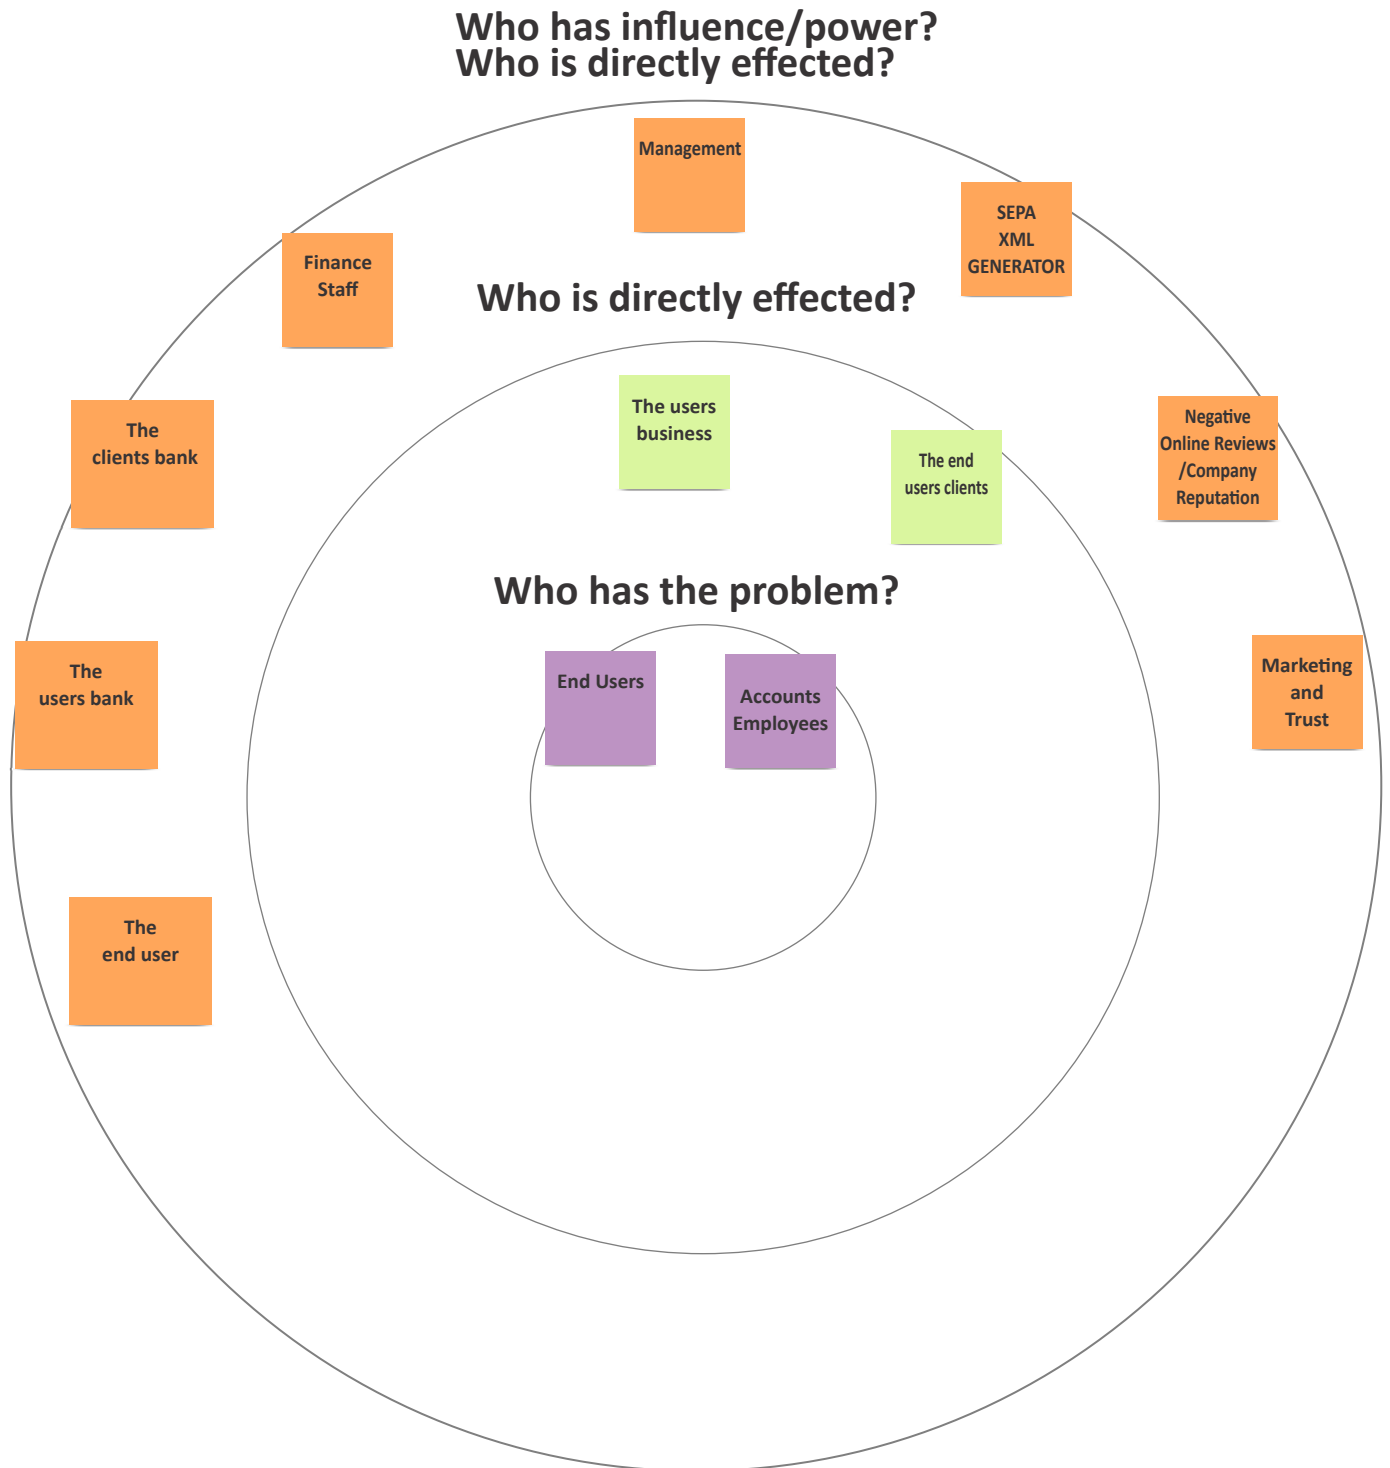 Who has influence/power?
Who is directly effected?
Management
SEPA
XML
GENERATOR
Finance
Staff
Who is directly effected?
The users
business
The
clients bank
Negative
Online Reviews
/Company
Reputation
The end
users clients
Who has the problem?
End Users
Accounts
Employees
The
users bank
Marketing
and
Trust
The
end user